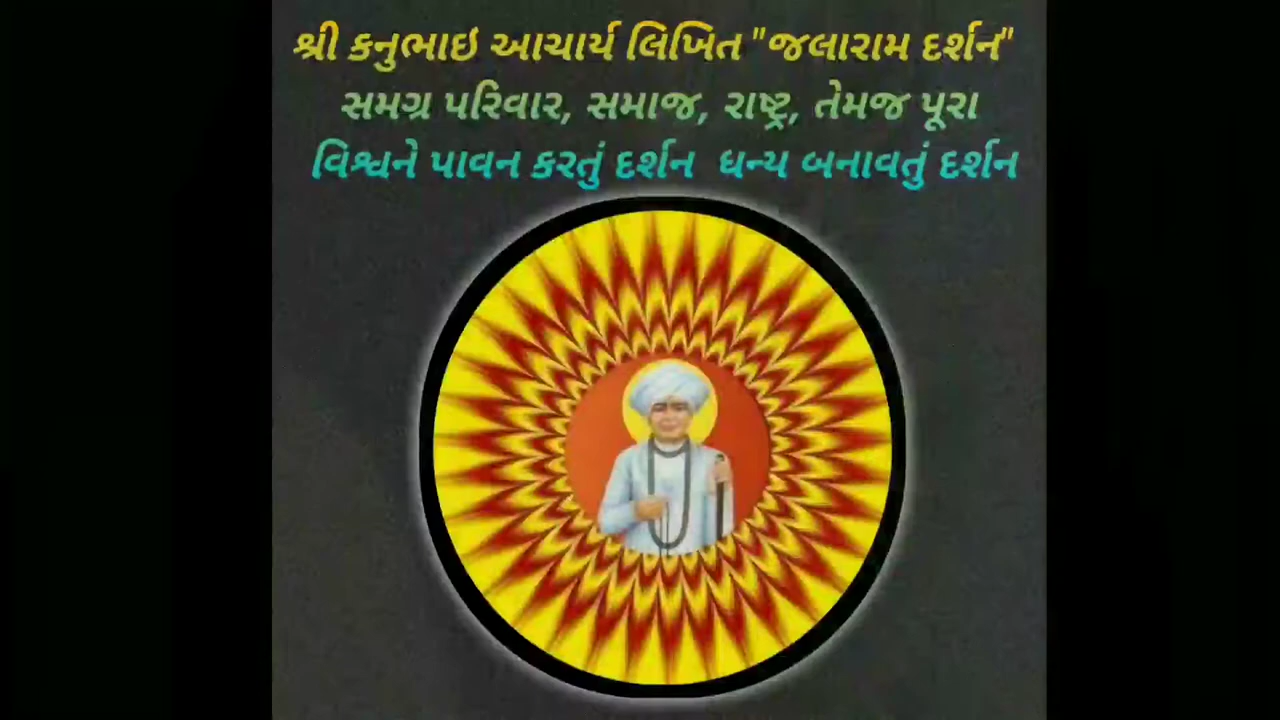 શ્રી કનુભાઇ આચાર્ય લિખિત "જલારામ દર્શન"
સમગ્ર પરિવાર, સમાજ, રાષ્ટ્ર, તેમજ પૂરા
વિશ્વને પાવન કરતું દર્શન ધન્ય બનાવતું દર્શન